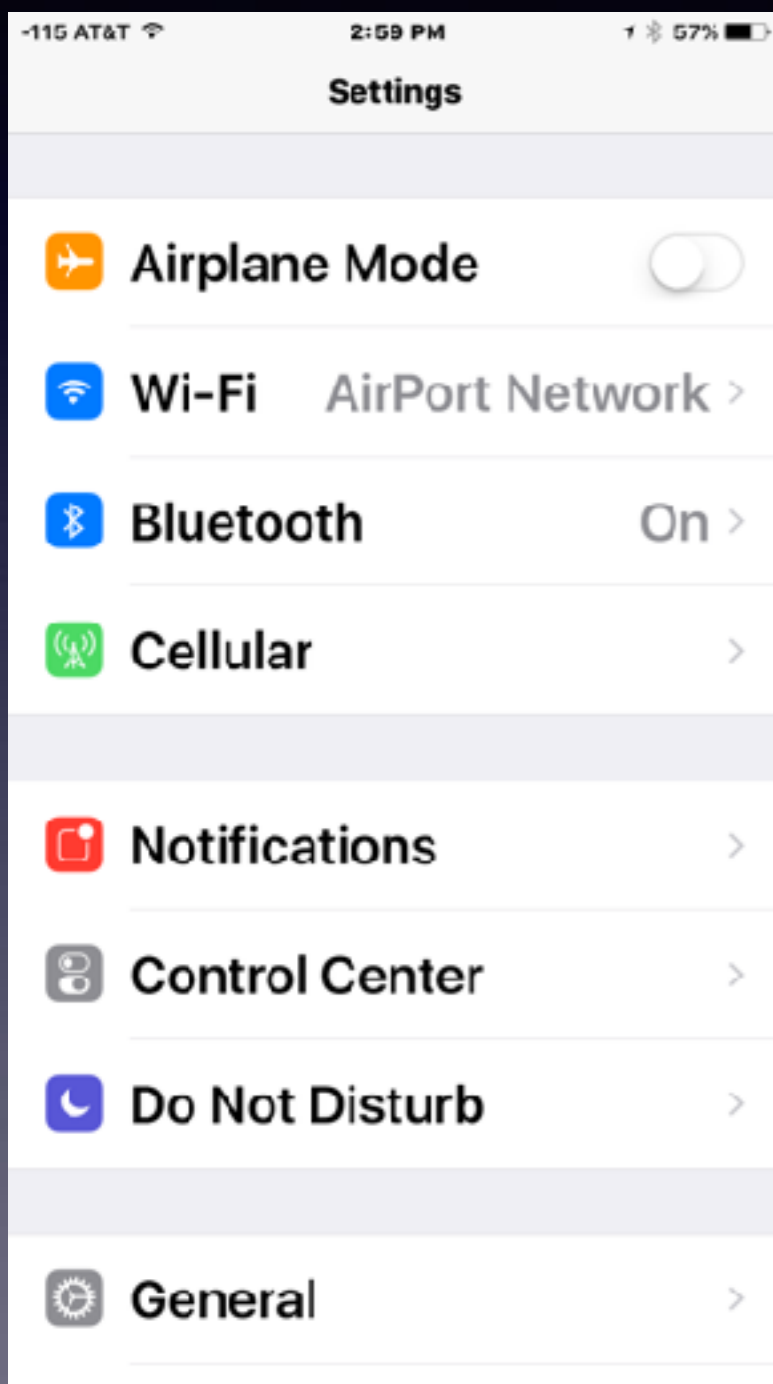 -115 AT&T 2:59 PM 57%
Settings
Airplane Mode
Wi-Fi AirPort Network
Bluetooth On
Cellular
Notifications
Control Center
Do Not Disturb
General